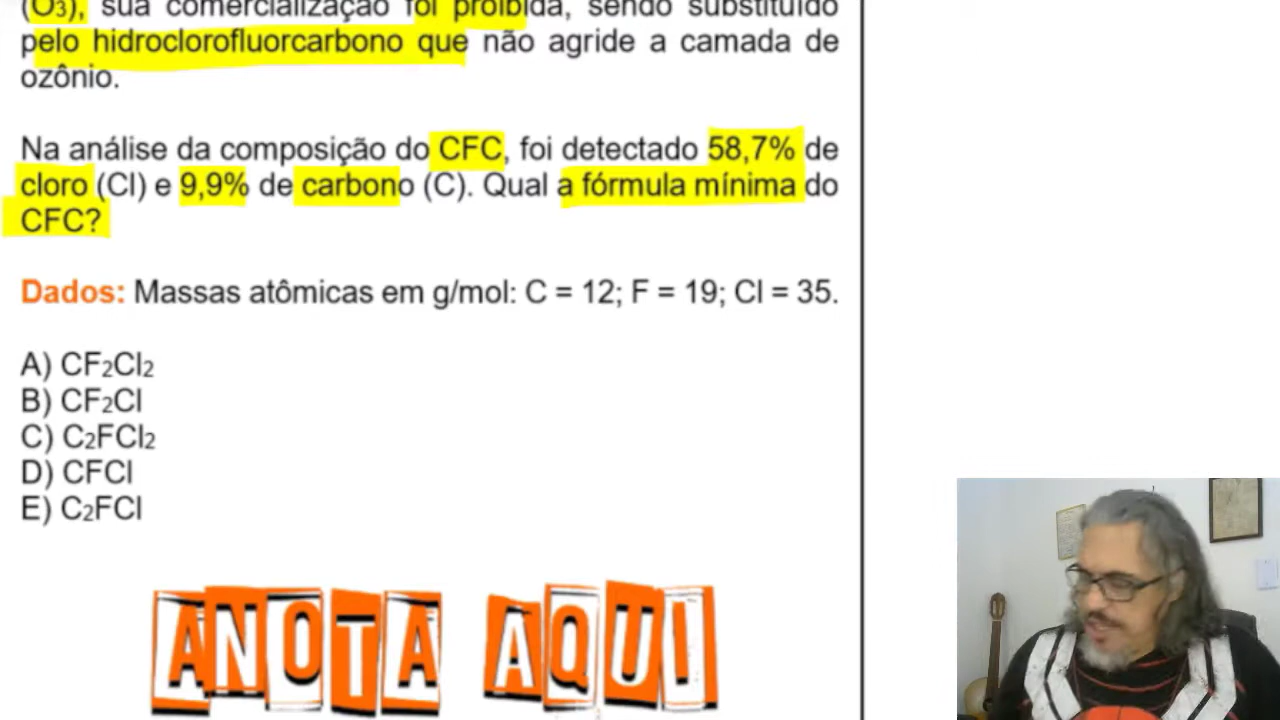 (O3), sua comercialização foi proibida, sendo substituído
pelo hidroclorofluorcarbono que não agride a camada de
ozônio.
Na análise da composição do CFC, foi detectado 58,7% de
cloro (Cl) e 9,9% de carbono (C). Qual a fórmula mínima do
CFC?
Dados: Massas atômicas em g/mol: C = 12; F = 19; Cl = 35.
A) CF2Cl2
B) CF2Cl
C) C2FCl2
D) CFCl
E) C2FCl
ANOTA AQUI